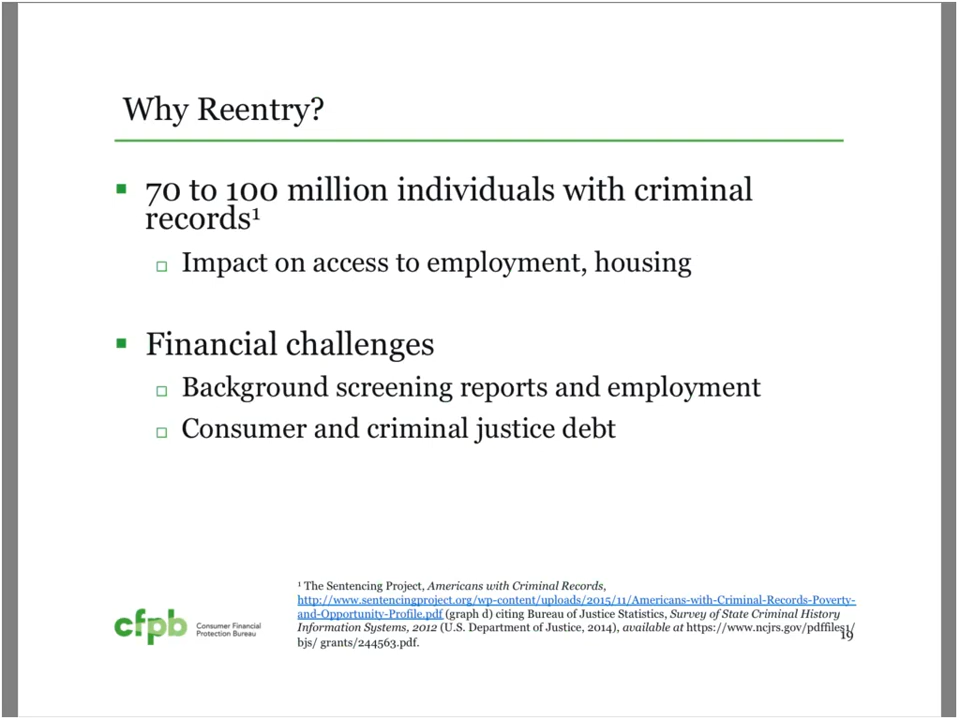 Why Reentry?
70 to 100 million individuals with criminal
records¹
Impact on access to employment, housing
Financial challenges
Background screening reports and employment
Consumer and criminal justice debt
¹ The Sentencing Project, Americans with Criminal Records,
http://www.sentencingproject.org/wp-content/uploads/2015/11/Americans-with-Criminal-Records-Poverty-
and-Opportunity-Profile.pdf (graph d) citing Bureau of Justice Statistics, Survey of State Criminal History
Information Systems, 2012 (U.S. Department of Justice, 2014), available at https://www.ncjrs.gov/pdffiles1/
bjs/ grants/244563.pdf.
cfpb
Consumer Financial
Protection Bureau
19